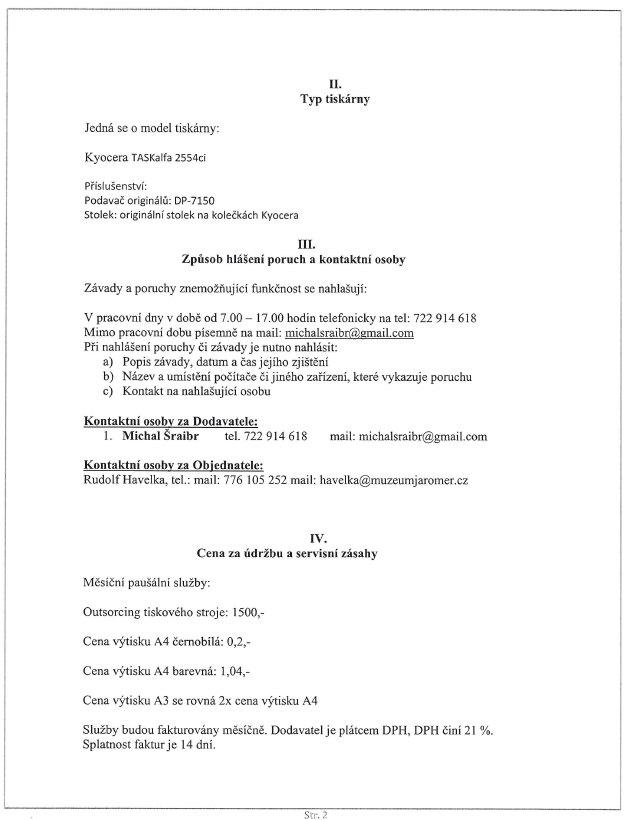 II.
Typ tiskárny
Jedná se o model tiskárny:
Kyocera TASKalfa 2554ci
Příslušenství:
Podavač originálů: DP-7150
Stolek: originální stolek na kolečkách Kyocera
III.
Způsob hlášení poruch a kontaktní osoby
Závady a poruchy znemožňující funkčnost se nahlašují:
V pracovní dny v době od 7.00 – 17.00 hodin telefonicky na tel: 722 914 618
Mimo pracovní dobu písemně na mail: michalsraibr@gmail.com
Při nahlášení poruchy či závady je nutno nahlásit:
a) Popis závady, datum a čas jejího zjištění
b) Název a umístění počítače či jiného zařízení, které vykazuje poruchu
c) Kontakt na nahlašující osobu
Kontaktní osoby za Dodavatele:
1. Michal Šraibr tel. 722 914 618 mail: michalsraibr@gmail.com
Kontaktní osoby za Objednatele:
Rudolf Havelka, tel.: mail: 776 105 252 mail: havelka@muzeumjaromer.cz
IV.
Cena za údržbu a servisní zásahy
Měsíční paušální služby:
Outsorcing tiskového stroje: 1500,-
Cena výtisku A4 černobílá: 0,2,-
Cena výtisku A4 barevná: 1,04,-
Cena výtisku A3 se rovná 2x cena výtisku A4
Služby budou fakturovány měsíčně. Dodavatel je plátcem DPH, DPH činí 21 %.
Splatnost faktur je 14 dní.
Str. 2